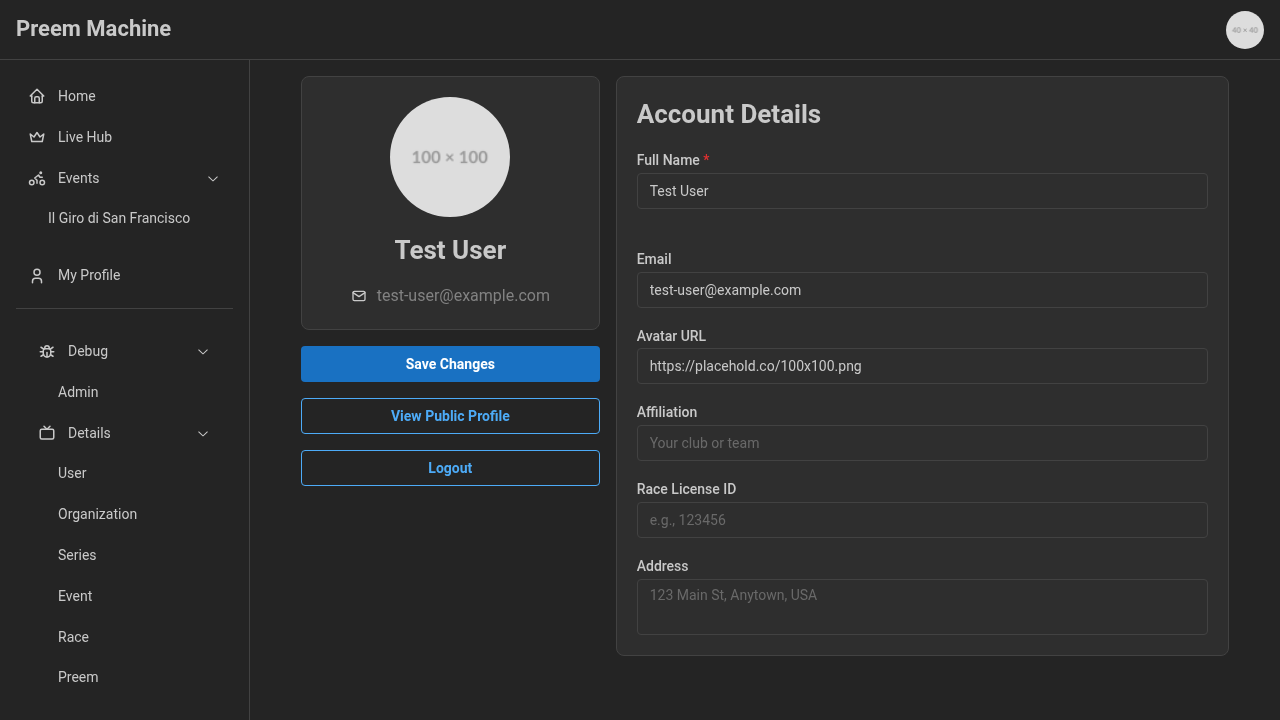 Preem Machine
40 × 40
Home
Live Hub
Events
Il Giro di San Francisco
My Profile
Debug
Admin
Details
User
Organization
Series
Event
Race
Preem
100 × 100
Test User
test-user@example.com
Save Changes
View Public Profile
Logout
Account Details
Full Name *
Test User
Email
test-user@example.com
Avatar URL
https://placehold.co/100x100.png
Affiliation
Your club or team
Race License ID
e.g., 123456
Address
123 Main St, Anytown, USA